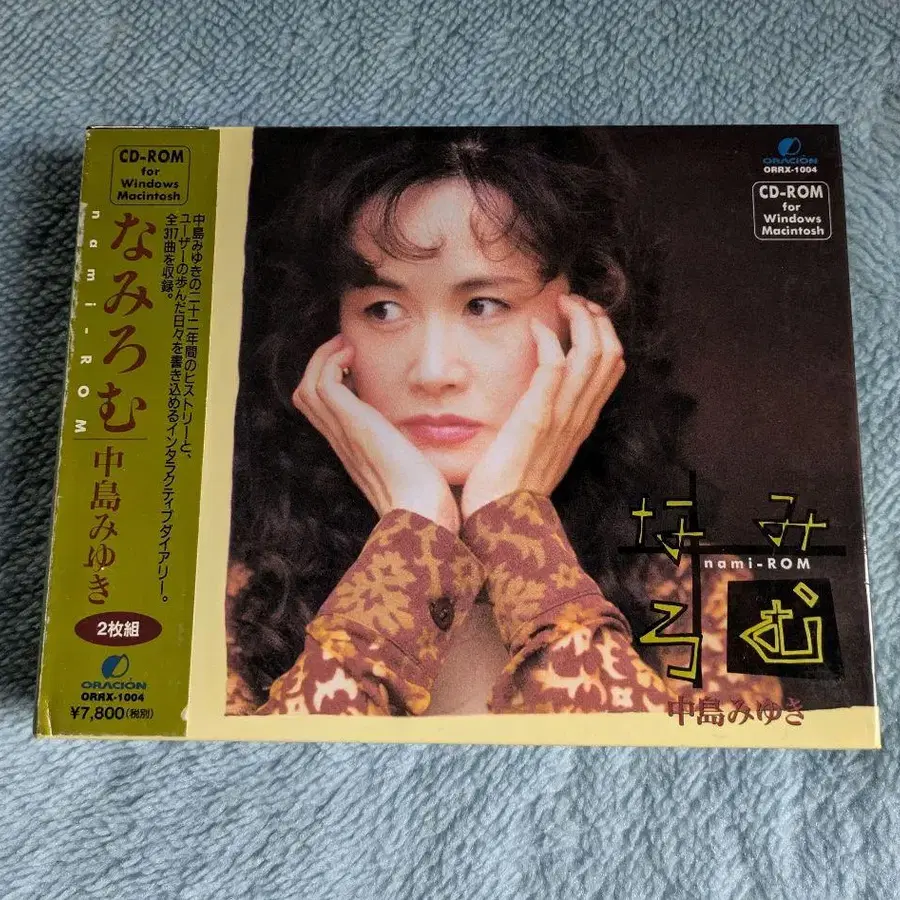 CD-ROM
for
Windows
Macintosh
nami-ROM
なみろむ
中島みゆき
中島みゆきの二十二年間のヒストリーと、
ユーザーの歩んだ日々を書き込めるインタラクティブダイアリー。
全317曲を収録。
2枚組
ORACIÓN
ORRX-1004
¥7,800(税別)
ORACIÓN
ORRX-1004
CD-ROM
for
Windows
Macintosh
なみ
nami-ROM
ろむ
中島みゆき